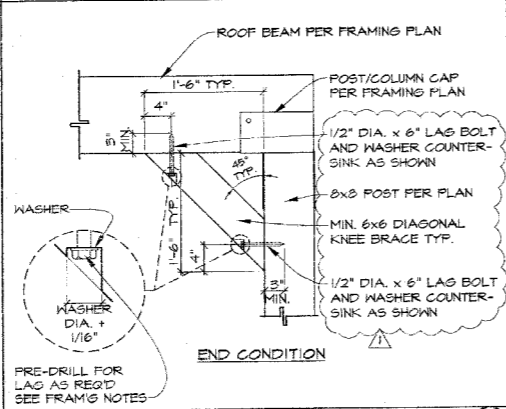 ROOF BEAM PER FRAMING PLAN
1'-6" TYP.
POST/COLUMN CAP
PER FRAMING PLAN
4"
3"
MIN.
1/2" DIA. x 6" LAG BOLT
AND WASHER COUNTER-
SINK AS SHOWN
45°
TYP.
8x8 POST PER PLAN
WASHER
MIN. 6x6 DIAGONAL
KNEE BRACE TYP.
1'-6" TYP.
4"
3"
MIN.
1/2" DIA. x 6" LAG BOLT
AND WASHER COUNTER-
SINK AS SHOWN
WASHER
DIA. +
1/16"
1
END CONDITION
PRE-DRILL FOR
LAG AS REQ'D
SEE FRAM'G NOTES